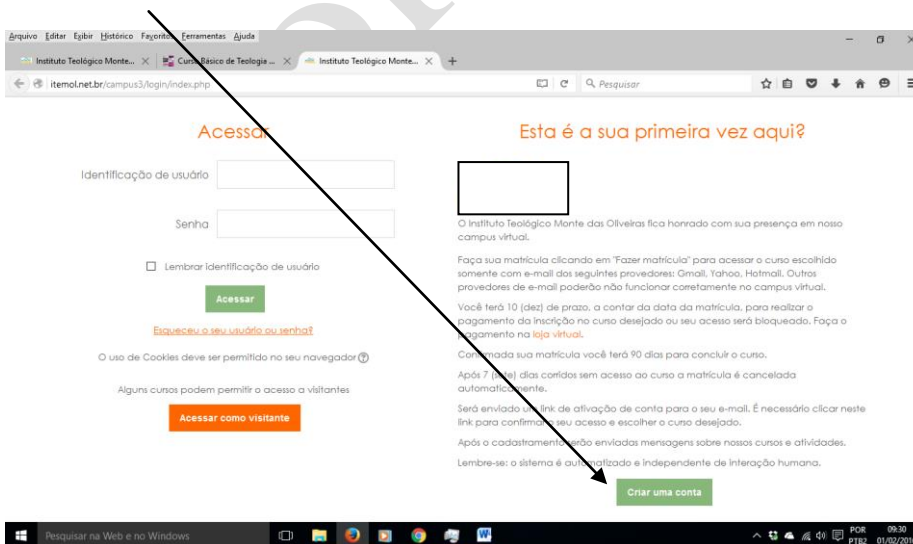 Arquivo Editar Exibir Histórico Favoritos Ferramentas Ajuda
Instituto Teológico Monte... Curso Básico de Teologia ... Instituto Teológico Monte...
itemol.net.br/campus3/login/index.php Pesquisar
Acessar
Identificação de usuário
Senha
Lembrar identificação de usuário
Acessar
Esqueceu o seu usuário ou senha?
O uso de Cookies deve ser permitido no seu navegador
Alguns cursos podem permitir o acesso a visitantes
Acessar como visitante
Esta é a sua primeira vez aqui?
O Instituto Teológico Monte das Oliveiras fica honrado com sua presença em nosso
campus virtual.
Faça sua matrícula clicando em "Fazer matrícula" para acessar o curso escolhido
somente com e-mail dos seguintes provedores: Gmail, Yahoo, Hotmail. Outros
provedores de e-mail poderão não funcionar corretamente no campus virtual.
Você terá 10 (dez) de prazo, a contar da data da matrícula, para realizar o
pagamento da inscrição no curso desejado ou seu acesso será bloqueado. Faça o
pagamento na loja virtual.
Confirmada sua matrícula você terá 90 dias para concluir o curso.
Após 7 (sete) dias corridos sem acesso ao curso a matrícula é cancelada
automaticamente.
Será enviado um link de ativação de conta para o seu e-mail. É necessário clicar neste
link para confirmar o seu acesso e escolher o curso desejado.
Após o cadastramento serão enviadas mensagens sobre nossos cursos e atividades.
Lembre-se: o sistema é automatizado e independente de interação humana.
Criar uma conta
Pesquisar na Web e no Windows
POR 09:30
PTB2